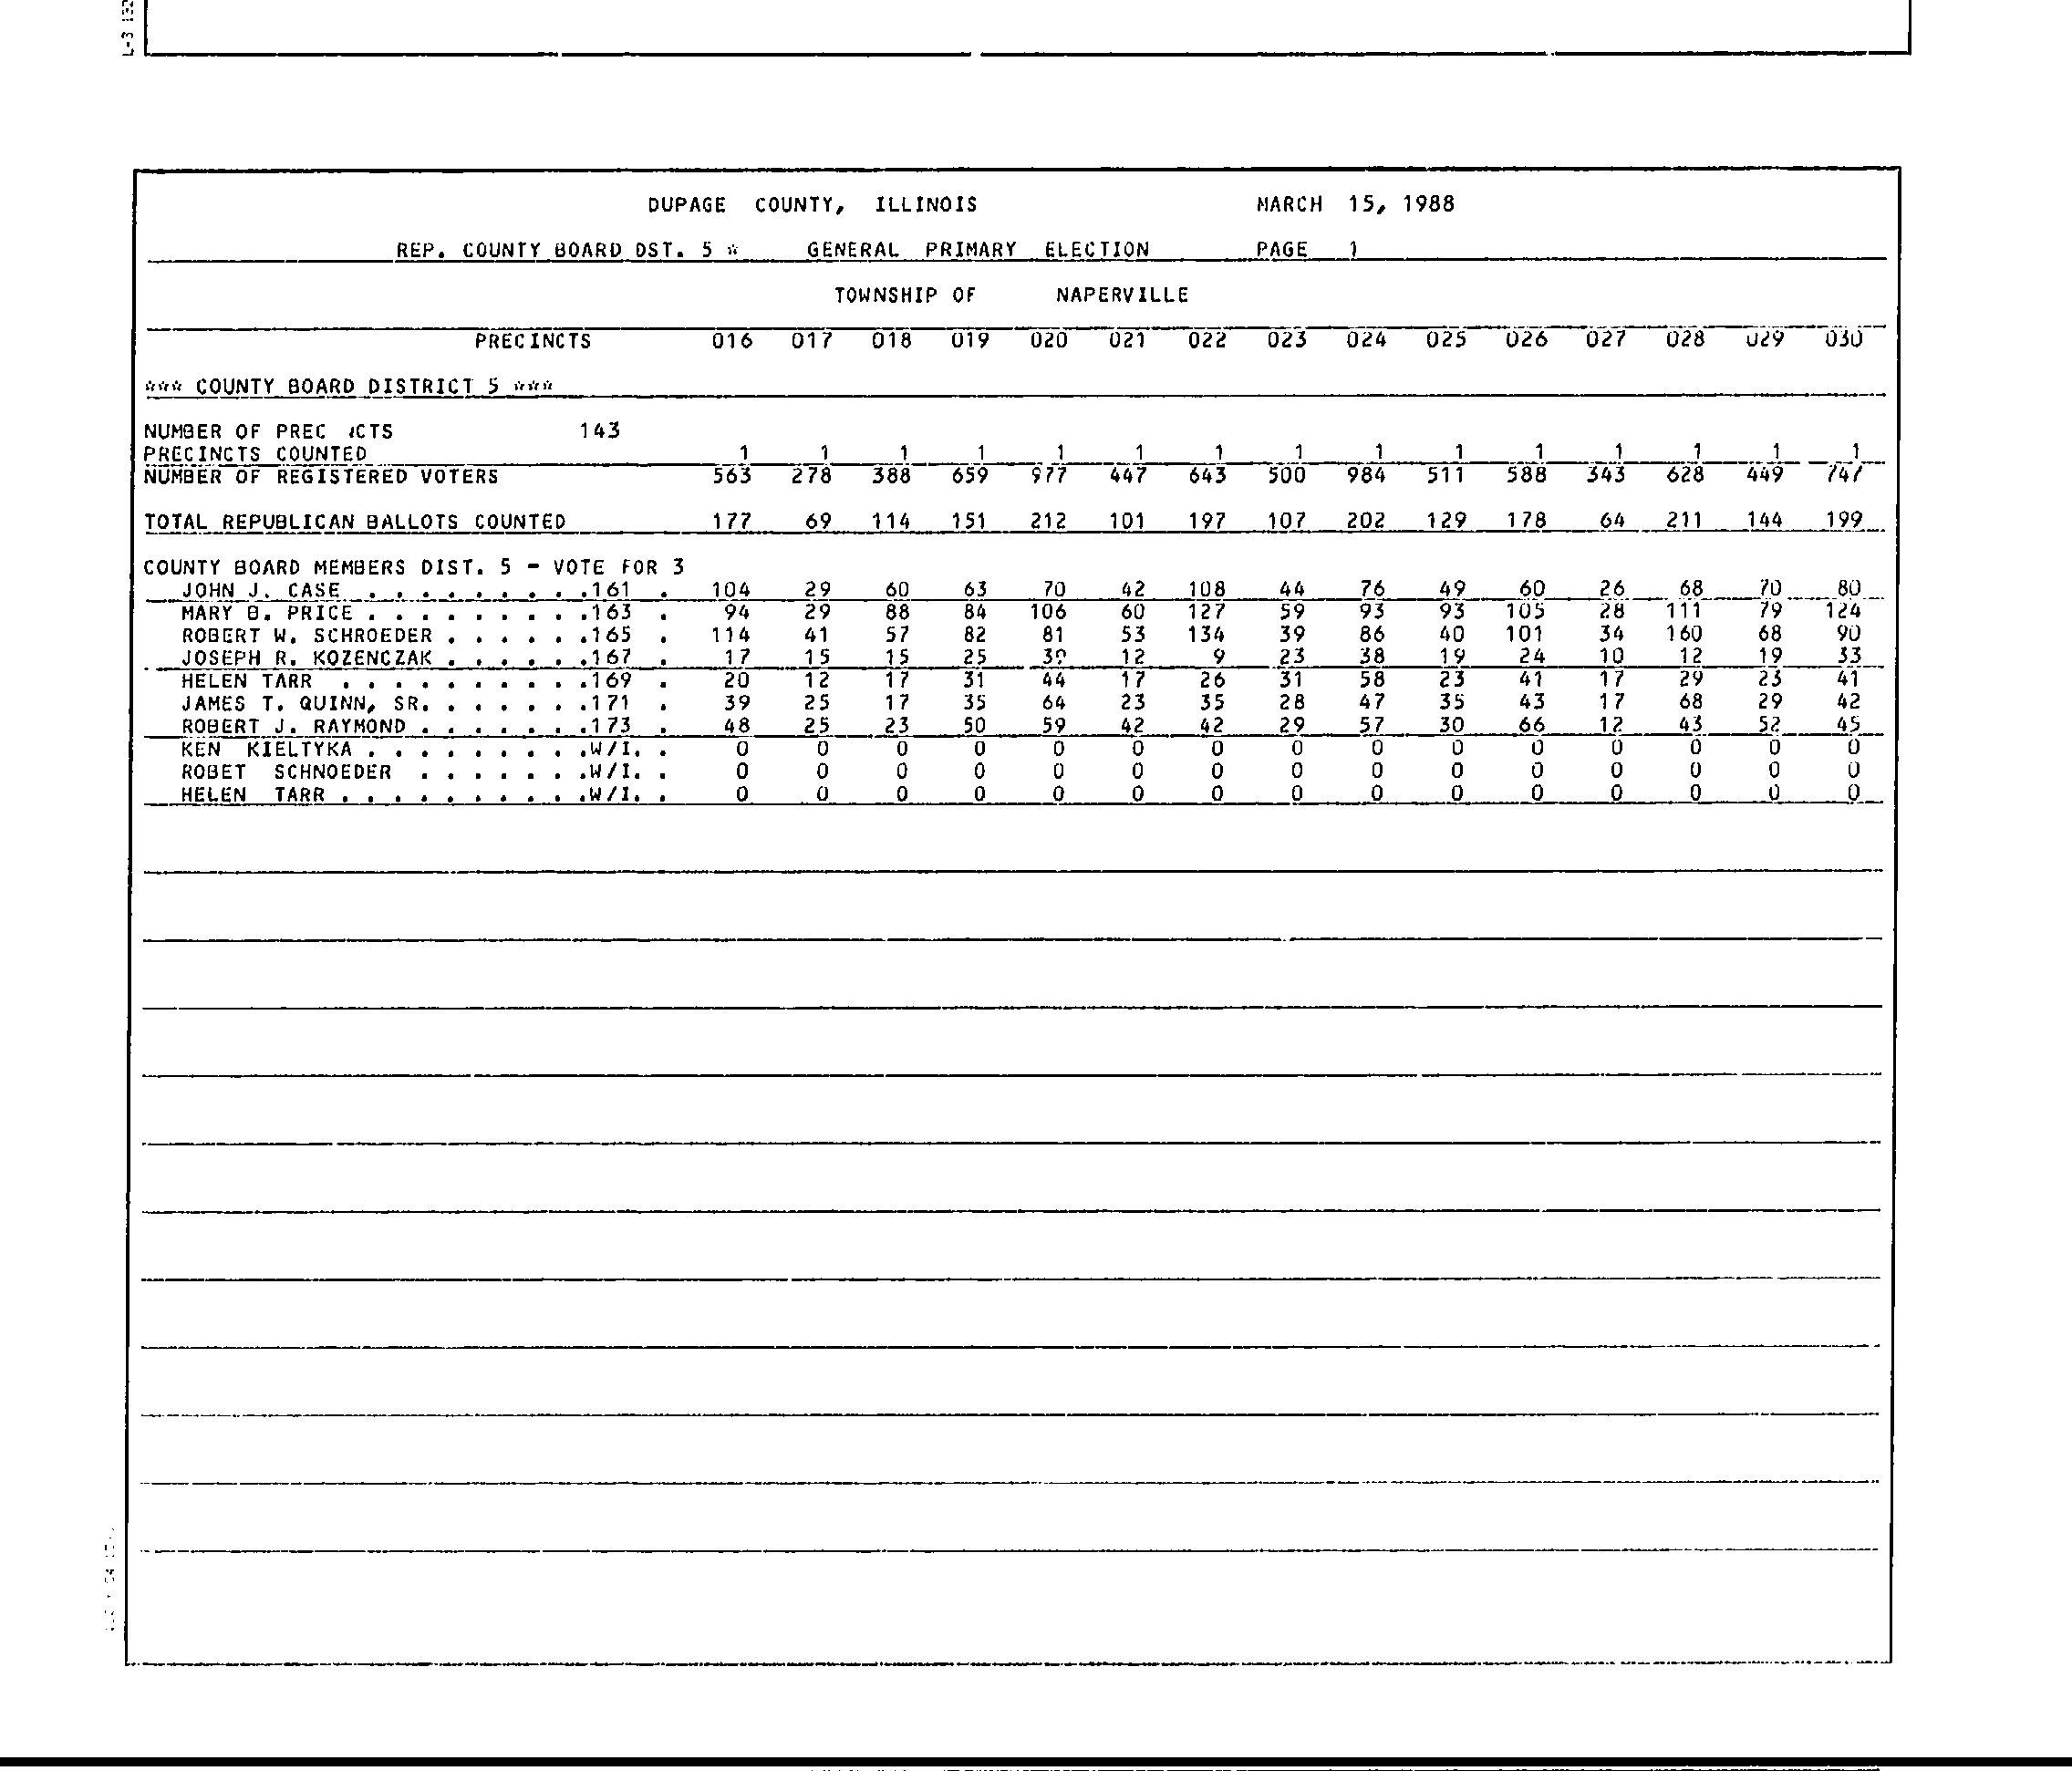 L-3
DUPAGE COUNTY, ILLINOIS MARCH 15, 1988
REP. COUNTY BOARD DST. 5 * GENERAL PRIMARY ELECTION PAGE 1
TOWNSHIP OF NAPERVILLE
PRECINCTS 016 017 018 019 020 021 022 023 024 025 026 027 028 029 030
*** COUNTY BOARD DISTRICT 5 ***
NUMBER OF PREC CTS 143
PRECINCTS COUNTED 1 1 1 1 1 1 1 1 1 1 1 1 1 1 1
NUMBER OF REGISTERED VOTERS 563 278 388 659 977 447 643 500 984 511 588 343 628 449 747
TOTAL REPUBLICAN BALLOTS COUNTED 177 69 114 151 212 101 197 107 202 129 178 64 211 144 199
COUNTY BOARD MEMBERS DIST. 5 - VOTE FOR 3
JOHN J. CASE . . . . . . . . .161 . 104 29 60 63 70 42 108 44 76 49 60 26 68 70 80
MARY B. PRICE . . . . . . . . .163 . 94 29 88 84 106 60 127 59 93 93 105 28 111 79 124
ROBERT W. SCHROEDER . . . . . .165 . 114 41 57 82 81 53 134 39 86 40 101 34 160 68 90
JOSEPH R. KOZENCZAK . . . . . .167 . 17 15 15 25 12 9 23 38 19 24 10 12 19 33
HELEN TARR . . . . . . . . . .169 . 20 12 17 31 44 17 26 31 58 23 41 17 29 23 41
JAMES T. QUINN, SR. . . . . . .171 . 39 25 17 35 64 23 35 28 47 35 43 17 68 29 42
ROBERT J. RAYMOND . . . . . . .173 . 48 25 23 50 59 42 42 29 57 30 66 12 43 52 45
KEN KIELTYKA . . . . . . . . .W/I. . 0 0 0 0 0 0 0 0 0 0 0 0 0 0 0
ROBET SCHNOEDER . . . . . . .W/I. . 0 0 0 0 0 0 0 0 0 0 0 0 0 0 0
HELEN TARR . . . . . . . . . .W/I. . 0 0 0 0 0 0 0 0 0 0 0 0 0 0 0